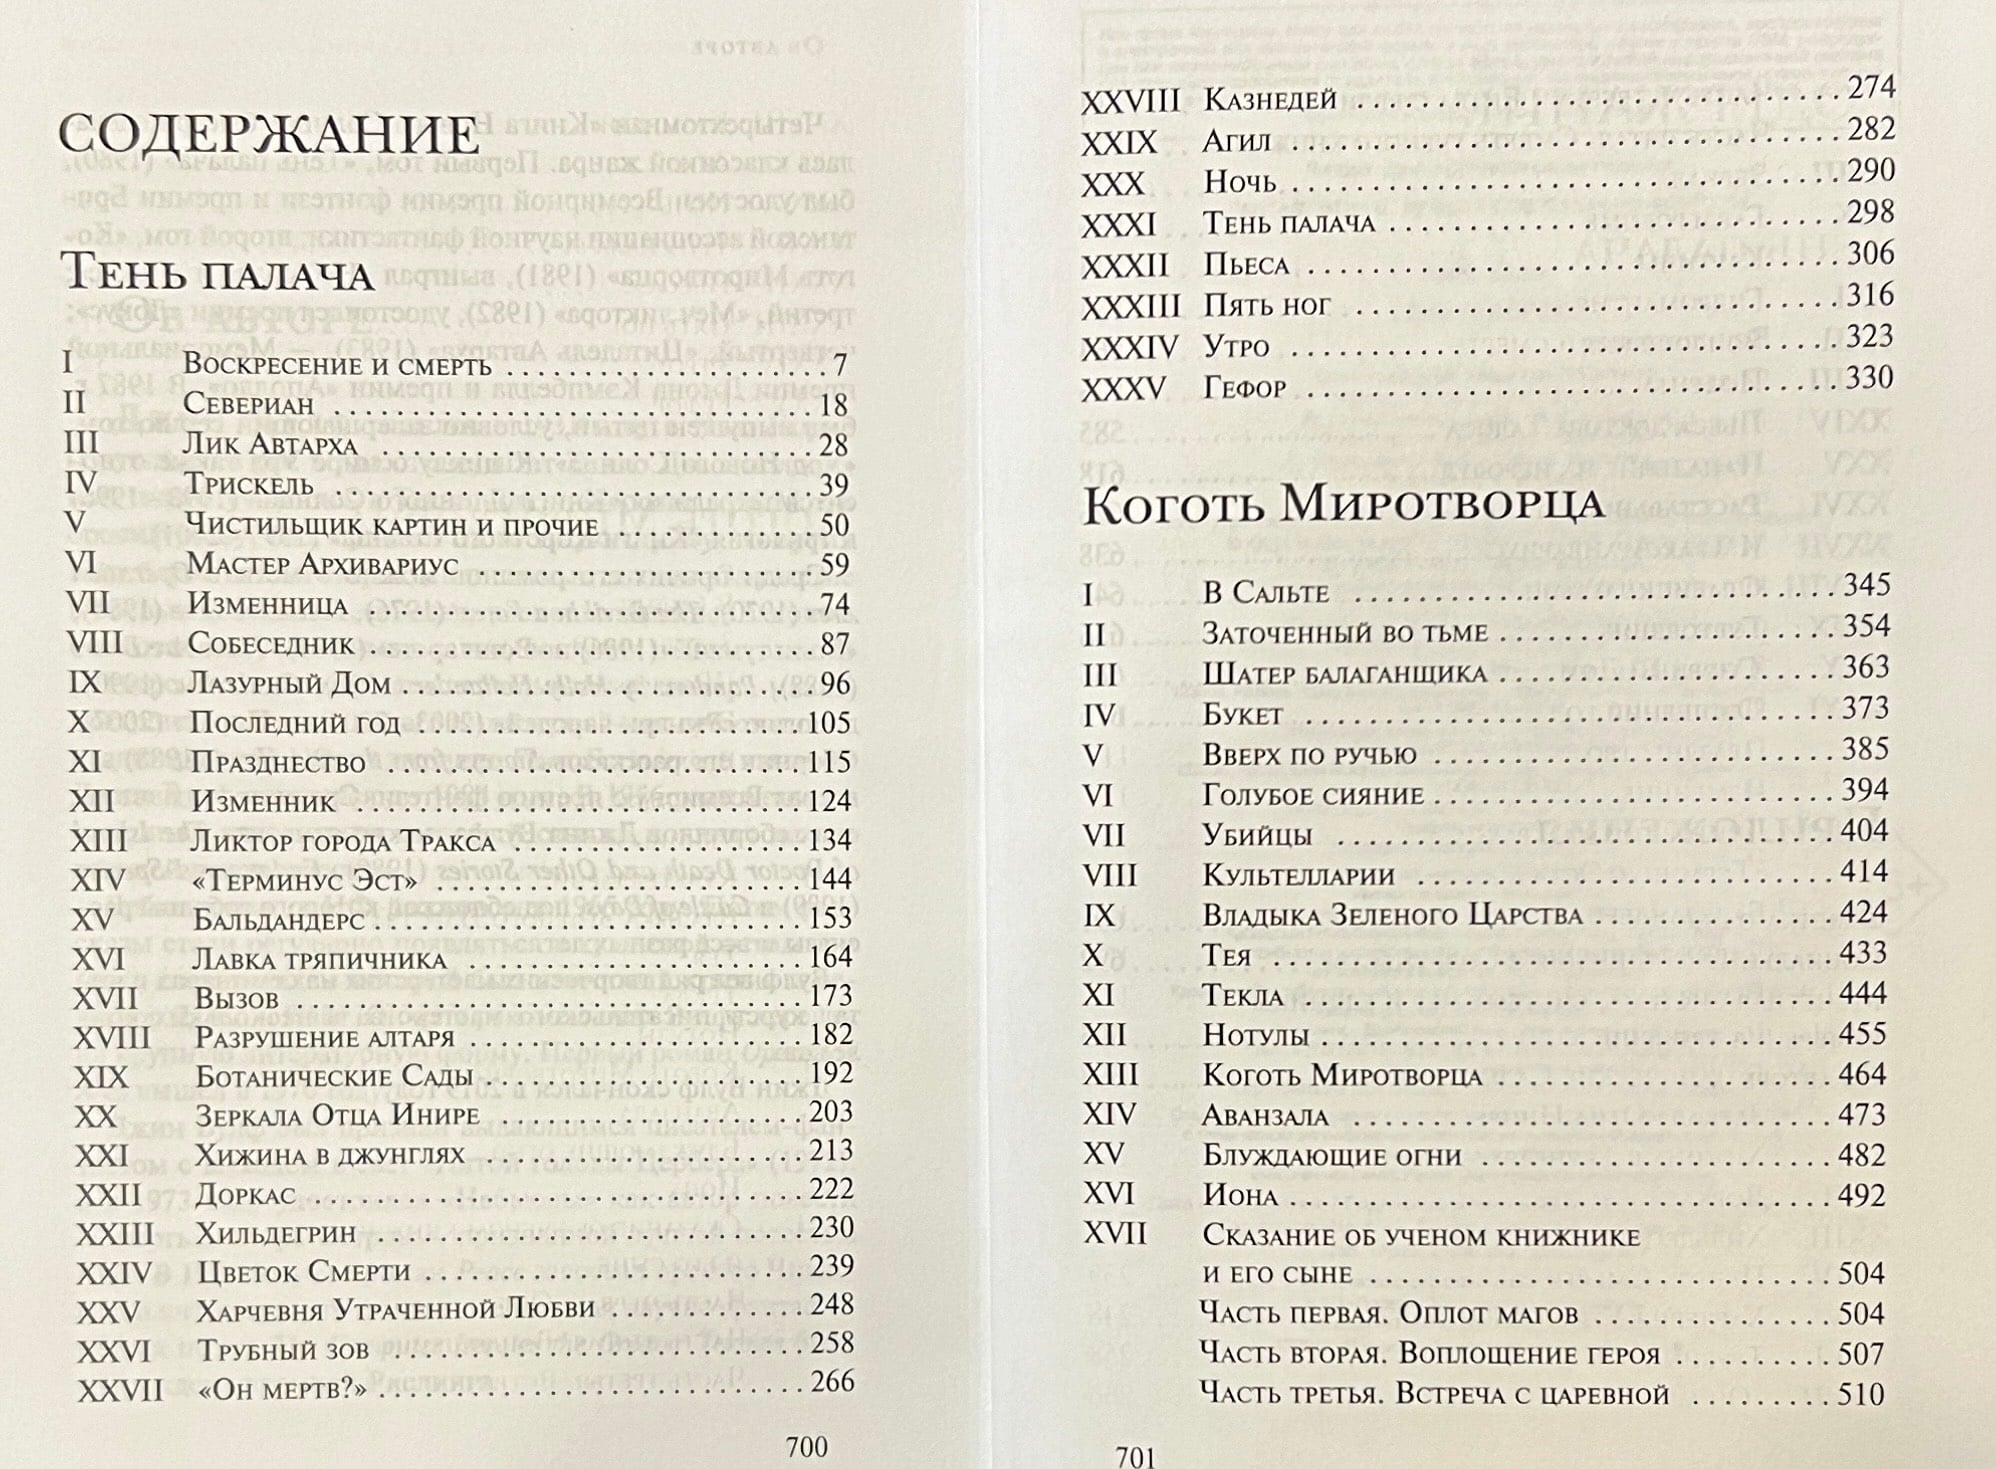 СОДЕРЖАНИЕ
ТЕНЬ ПАЛАЧА
I ВОСКРЕСЕНИЕ И СМЕРТЬ 7
II СЕВЕРИАН 18
III ЛИК АВТАРХА 28
IV ТРИСКЕЛЬ 39
V ЧИСТИЛЬЩИК КАРТИН И ПРОЧИЕ 50
VI МАСТЕР АРХИВАРИУС 59
VII ИЗМЕННИЦА 74
VIII СОБЕСЕДНИК 87
IX ЛАЗУРНЫЙ ДОМ 96
X ПОСЛЕДНИЙ ГОД 105
XI ПРАЗДНЕСТВО 115
XII ИЗМЕННИК 124
XIII ЛИКТОР ГОРОДА ТРАКСА 134
XIV «ТЕРМИНУС ЭСТ» 144
XV БАЛЬДАНДЕРС 153
XVI ЛАВКА ТРЯПИЧНИКА 164
XVII ВЫЗОВ 173
XVIII РАЗРУШЕНИЕ АЛТАРЯ 182
XIX БОТАНИЧЕСКИЕ САДЫ 192
XX ЗЕРКАЛА ОТЦА ИНИРЕ 203
XXI ХИЖИНА В ДЖУНГЛЯХ 213
XXII ДОРКАС 222
XXIII ХИЛЬДЕГРИН 230
XXIV ЦВЕТОК СМЕРТИ 239
XXV ХАРЧЕВНЯ УТРАЧЕННОЙ ЛЮБВИ 248
XXVI ТРУБНЫЙ ЗОВ 258
XXVII «ОН МЕРТВ?» 266
700
XXVIII КАЗНЕДЕЙ 274
XXIX АГИЛ 282
XXX НОЧЬ 290
XXXI ТЕНЬ ПАЛАЧА 298
XXXII ПЬЕСА 306
XXXIII ПЯТЬ НОГ 316
XXXIV УТРО 323
XXXV ГЕФОР 330
КОГОТЬ МИРОТВОРЦА
I В САЛЬТЕ 345
II ЗАТОЧЕННЫЙ ВО ТЬМЕ 354
III ШАТЕР БАЛАГАНЩИКА 363
IV БУКЕТ 373
V ВВЕРХ ПО РУЧЬЮ 385
VI ГОЛУБОЕ СИЯНИЕ 394
VII УБИЙЦЫ 404
VIII КУЛЬТЕЛЛАРИИ 414
IX ВЛАДЫКА ЗЕЛЕНОГО ЦАРСТВА 424
X ТЕЯ 433
XI ТЕКЛА 444
XII НОТУЛЫ 455
XIII КОГОТЬ МИРОТВОРЦА 464
XIV АВАНЗАЛА 473
XV БЛУЖДАЮЩИЕ ОГНИ 482
XVI ИОНА 492
XVII СКАЗАНИЕ ОБ УЧЕНОМ КНИЖНИКЕ
И ЕГО СЫНЕ 504
ЧАСТЬ ПЕРВАЯ. ОПЛОТ МАГОВ 504
ЧАСТЬ ВТОРАЯ. ВОПЛОЩЕНИЕ ГЕРОЯ 507
ЧАСТЬ ТРЕТЬЯ. ВСТРЕЧА С ЦАРЕВНОЙ 510
701